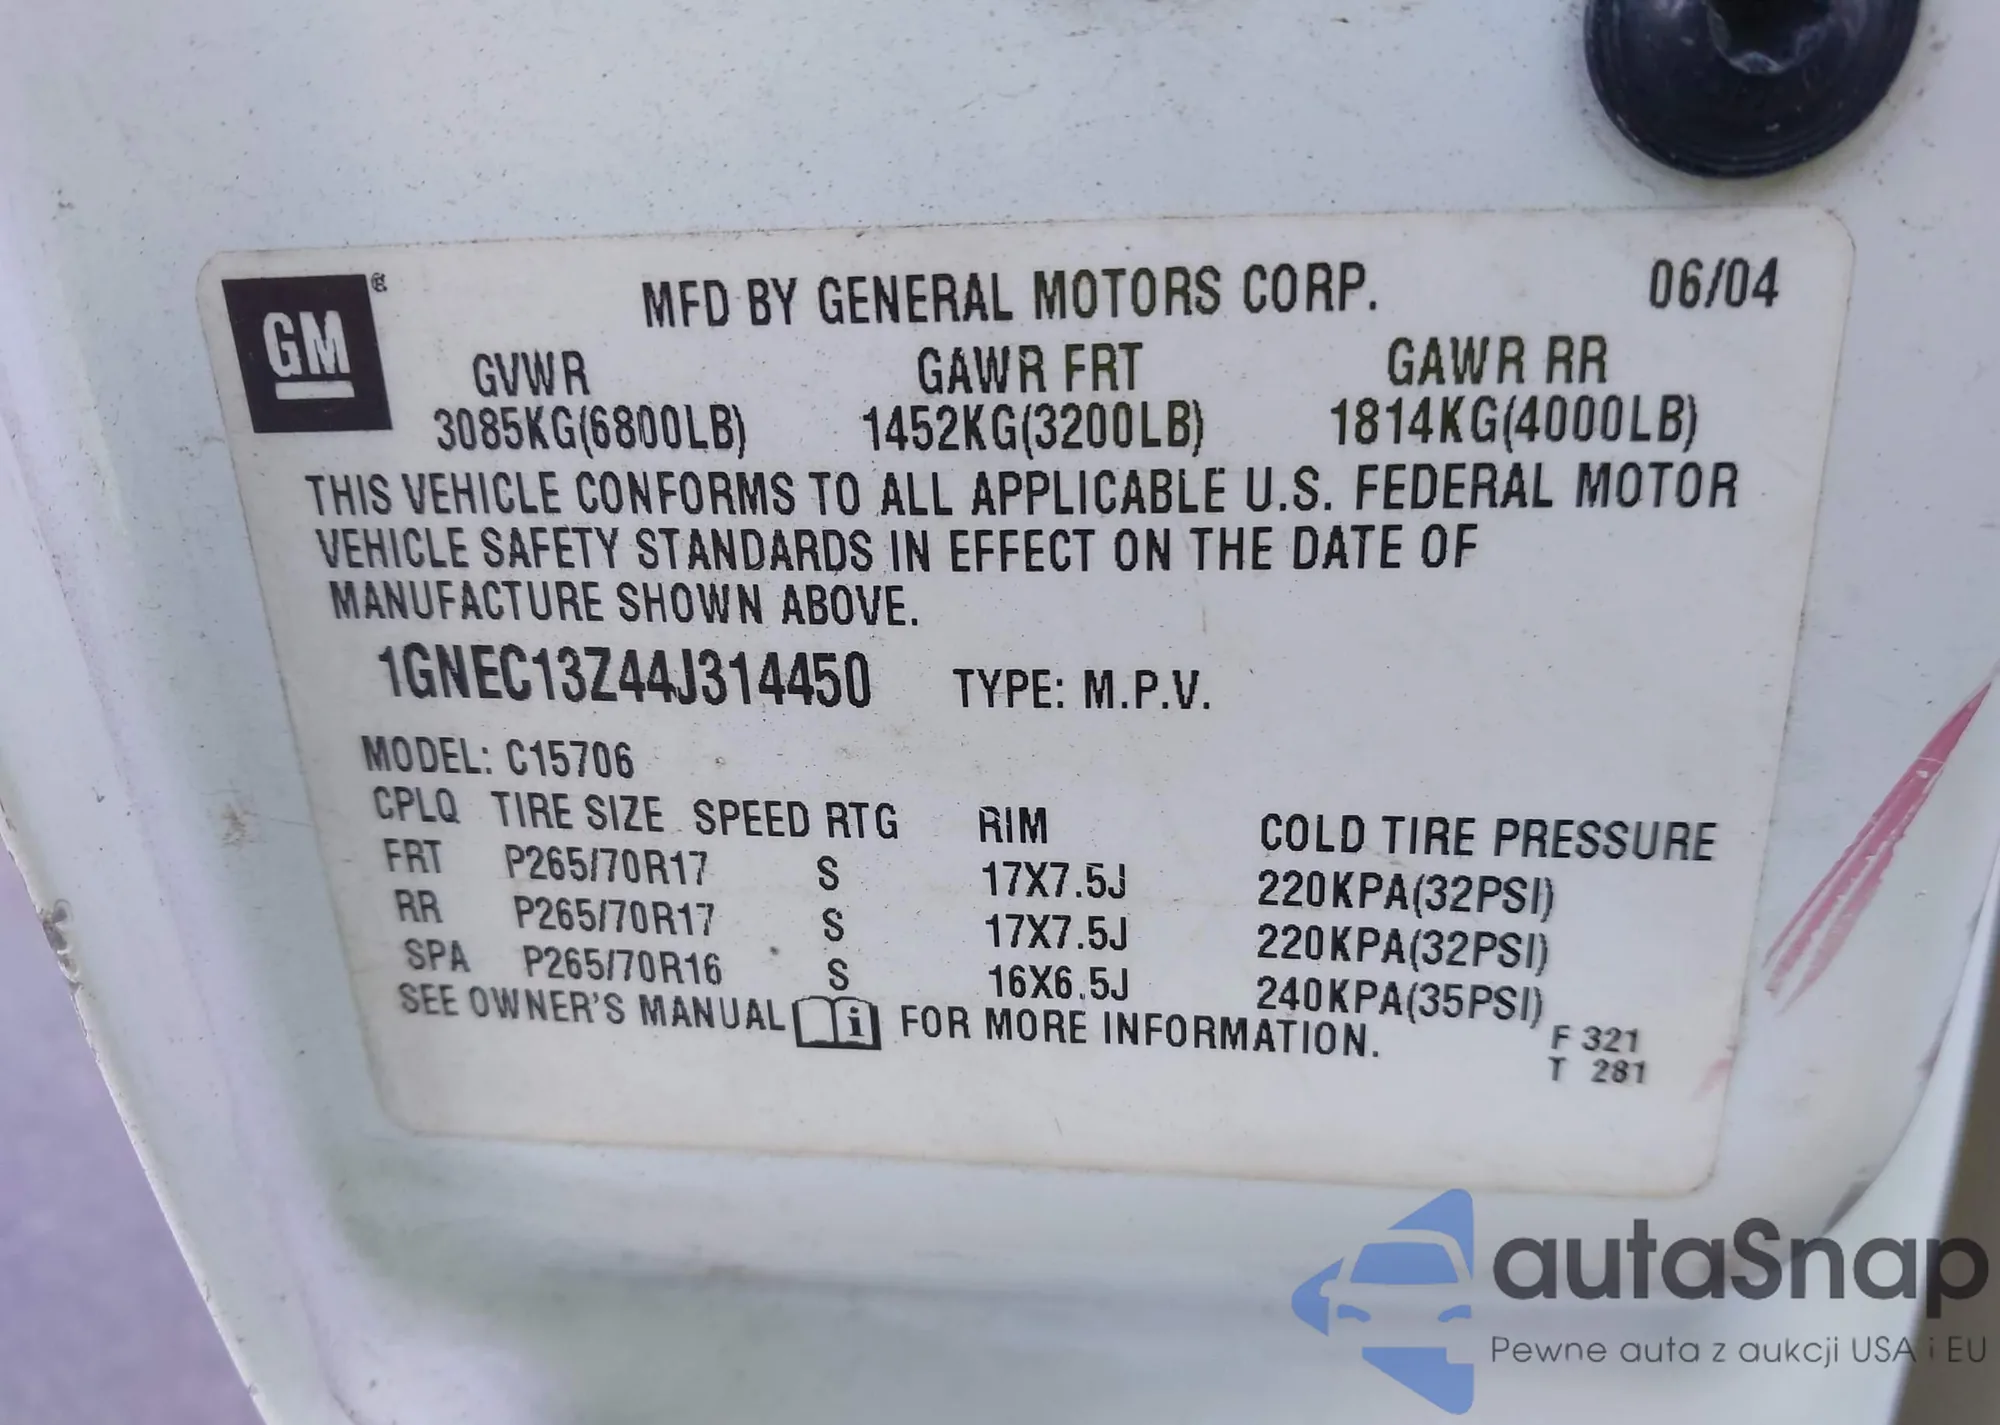 GM ®
MFD BY GENERAL MOTORS CORP. 06/04
GVWR GAWR FRT GAWR RR
3085KG(6800LB) 1452KG(3200LB) 1814KG(4000LB)
THIS VEHICLE CONFORMS TO ALL APPLICABLE U.S. FEDERAL MOTOR
VEHICLE SAFETY STANDARDS IN EFFECT ON THE DATE OF
MANUFACTURE SHOWN ABOVE.
1GNEC13Z44J314450 TYPE: M.P.V.
MODEL: C15706
CPLQ TIRE SIZE SPEED RTG RIM COLD TIRE PRESSURE
FRT P265/70R17 S 17X7.5J 220KPA(32PSI)
RR P265/70R17 S 17X7.5J 220KPA(32PSI)
SPA P265/70R16 S 16X6.5J 240KPA(35PSI)
SEE OWNER'S MANUAL i FOR MORE INFORMATION.
F 321
T 281
autaSnap
Pewne auta z aukcji USA i EU